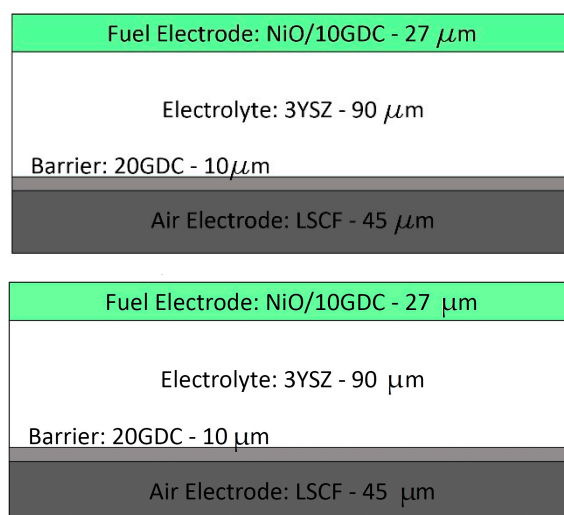 Fuel Electrode: NiO/10GDC - 27 μm
Electrolyte: 3YSZ - 90 μm
Barrier: 20GDC - 10μm
Air Electrode: LSCF - 45 μm
Fuel Electrode: NiO/10GDC - 27 μm
Electrolyte: 3YSZ - 90 μm
Barrier: 20GDC - 10 μm
Air Electrode: LSCF - 45 μm